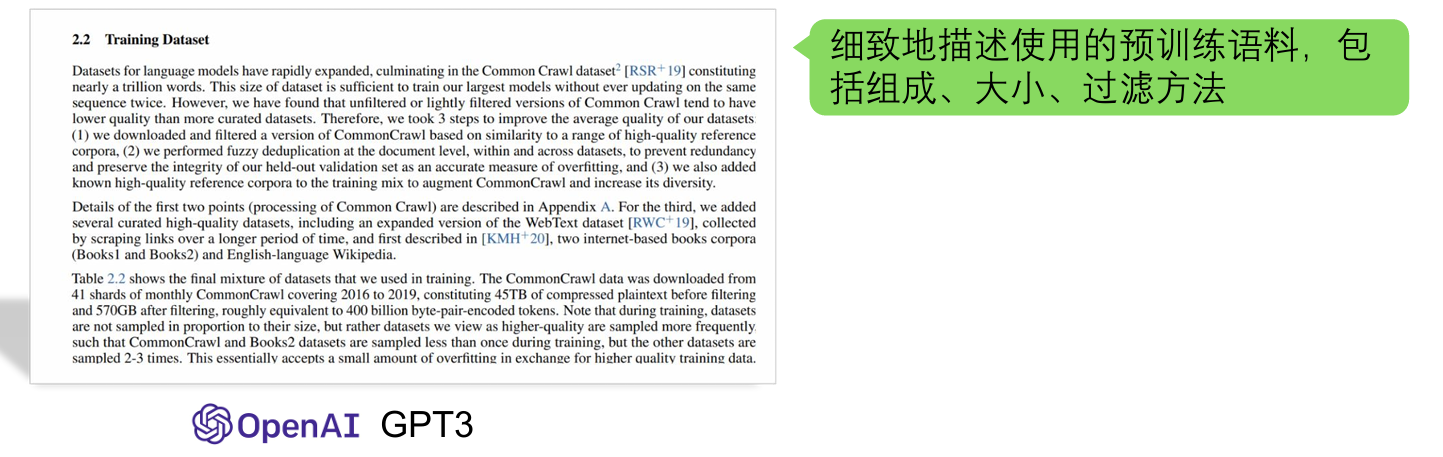 2.2 Training Dataset
Datasets for language models have rapidly expanded, culminating in the Common Crawl dataset² [RSR⁺19] constituting
nearly a trillion words. This size of dataset is sufficient to train our largest models without ever updating on the same
sequence twice. However, we have found that unfiltered or lightly filtered versions of Common Crawl tend to have
lower quality than more curated datasets. Therefore, we took 3 steps to improve the average quality of our datasets:
(1) we downloaded and filtered a version of CommonCrawl based on similarity to a range of high-quality reference
corpora, (2) we performed fuzzy deduplication at the document level, within and across datasets, to prevent redundancy
and preserve the integrity of our held-out validation set as an accurate measure of overfitting, and (3) we also added
known high-quality reference corpora to the training mix to augment CommonCrawl and increase its diversity.
Details of the first two points (processing of Common Crawl) are described in Appendix A. For the third, we added
several curated high-quality datasets, including an expanded version of the WebText dataset [RWC⁺19], collected
by scraping links over a longer period of time, and first described in [KMH⁺20], two internet-based books corpora
(Books1 and Books2) and English-language Wikipedia.
Table 2.2 shows the final mixture of datasets that we used in training. The CommonCrawl data was downloaded from
41 shards of monthly CommonCrawl covering 2016 to 2019, constituting 45TB of compressed plaintext before filtering
and 570GB after filtering, roughly equivalent to 400 billion byte-pair-encoded tokens. Note that during training, datasets
are not sampled in proportion to their size, but rather datasets we view as higher-quality are sampled more frequently,
such that CommonCrawl and Books2 datasets are sampled less than once during training, but the other datasets are
sampled 2-3 times. This essentially accepts a small amount of overfitting in exchange for higher quality training data.
OpenAI GPT3
细致地描述使用的预训练语料，包
括组成、大小、过滤方法